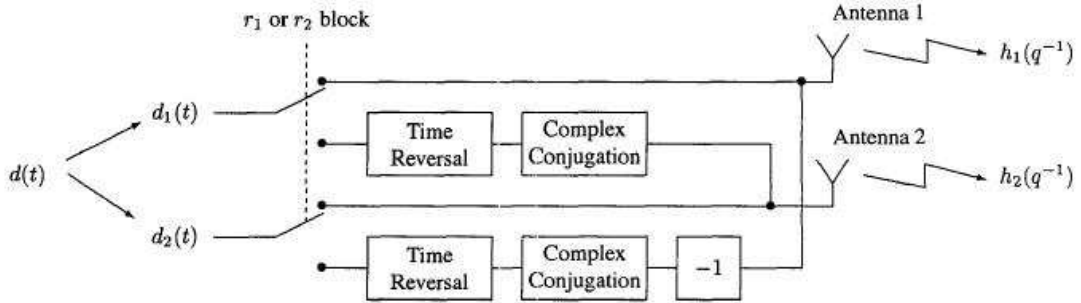 r₁ or r₂ block
Antenna 1
h₁(q⁻¹)
d₁(t)
Time
Reversal
Complex
Conjugation
Antenna 2
d(t)
h₂(q⁻¹)
d₂(t)
Time
Reversal
Complex
Conjugation
−1